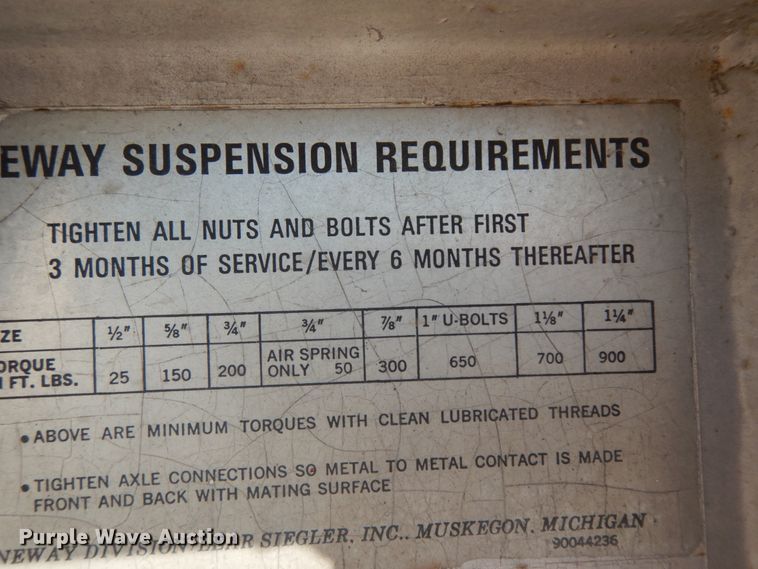 EWAY SUSPENSION REQUIREMENTS
TIGHTEN ALL NUTS AND BOLTS AFTER FIRST
3 MONTHS OF SERVICE/EVERY 6 MONTHS THEREAFTER
ZE ½" ⅝" ¾" ¾" ⅞" 1" U-BOLTS 1⅛" 1¼"
ORQUE
FT. LBS. 25 150 200 AIR SPRING
ONLY 50 300 650 700 900
• ABOVE ARE MINIMUM TORQUES WITH CLEAN LUBRICATED THREADS
• TIGHTEN AXLE CONNECTIONS SO METAL TO METAL CONTACT IS MADE
FRONT AND BACK WITH MATING SURFACE
NEWAY DIVISION/LEAR SIEGLER, INC., MUSKEGON, MICHIGAN
90044236
Purple Wave Auction